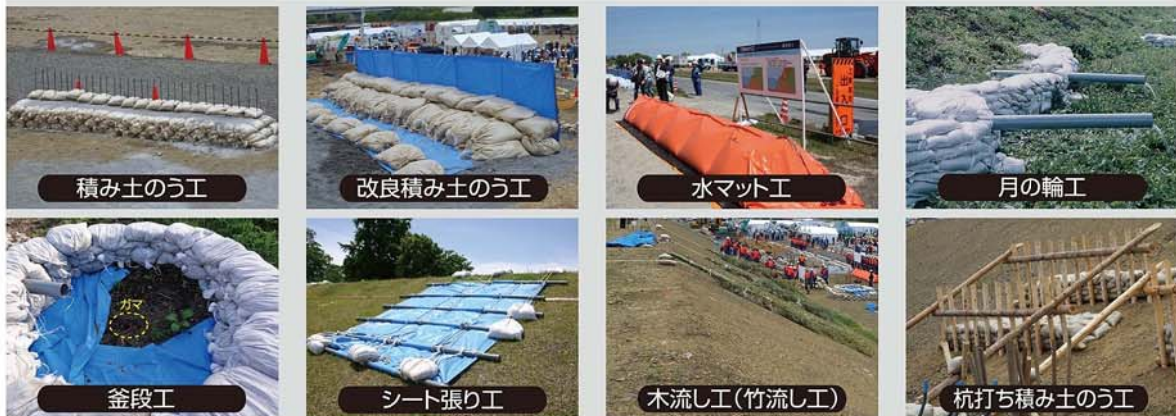 積み土のう工
改良積み土のう工
水マット工
月の輪工
ガマ
釜段工
シート張り工
木流し工(竹流し工)
杭打ち積み土のう工